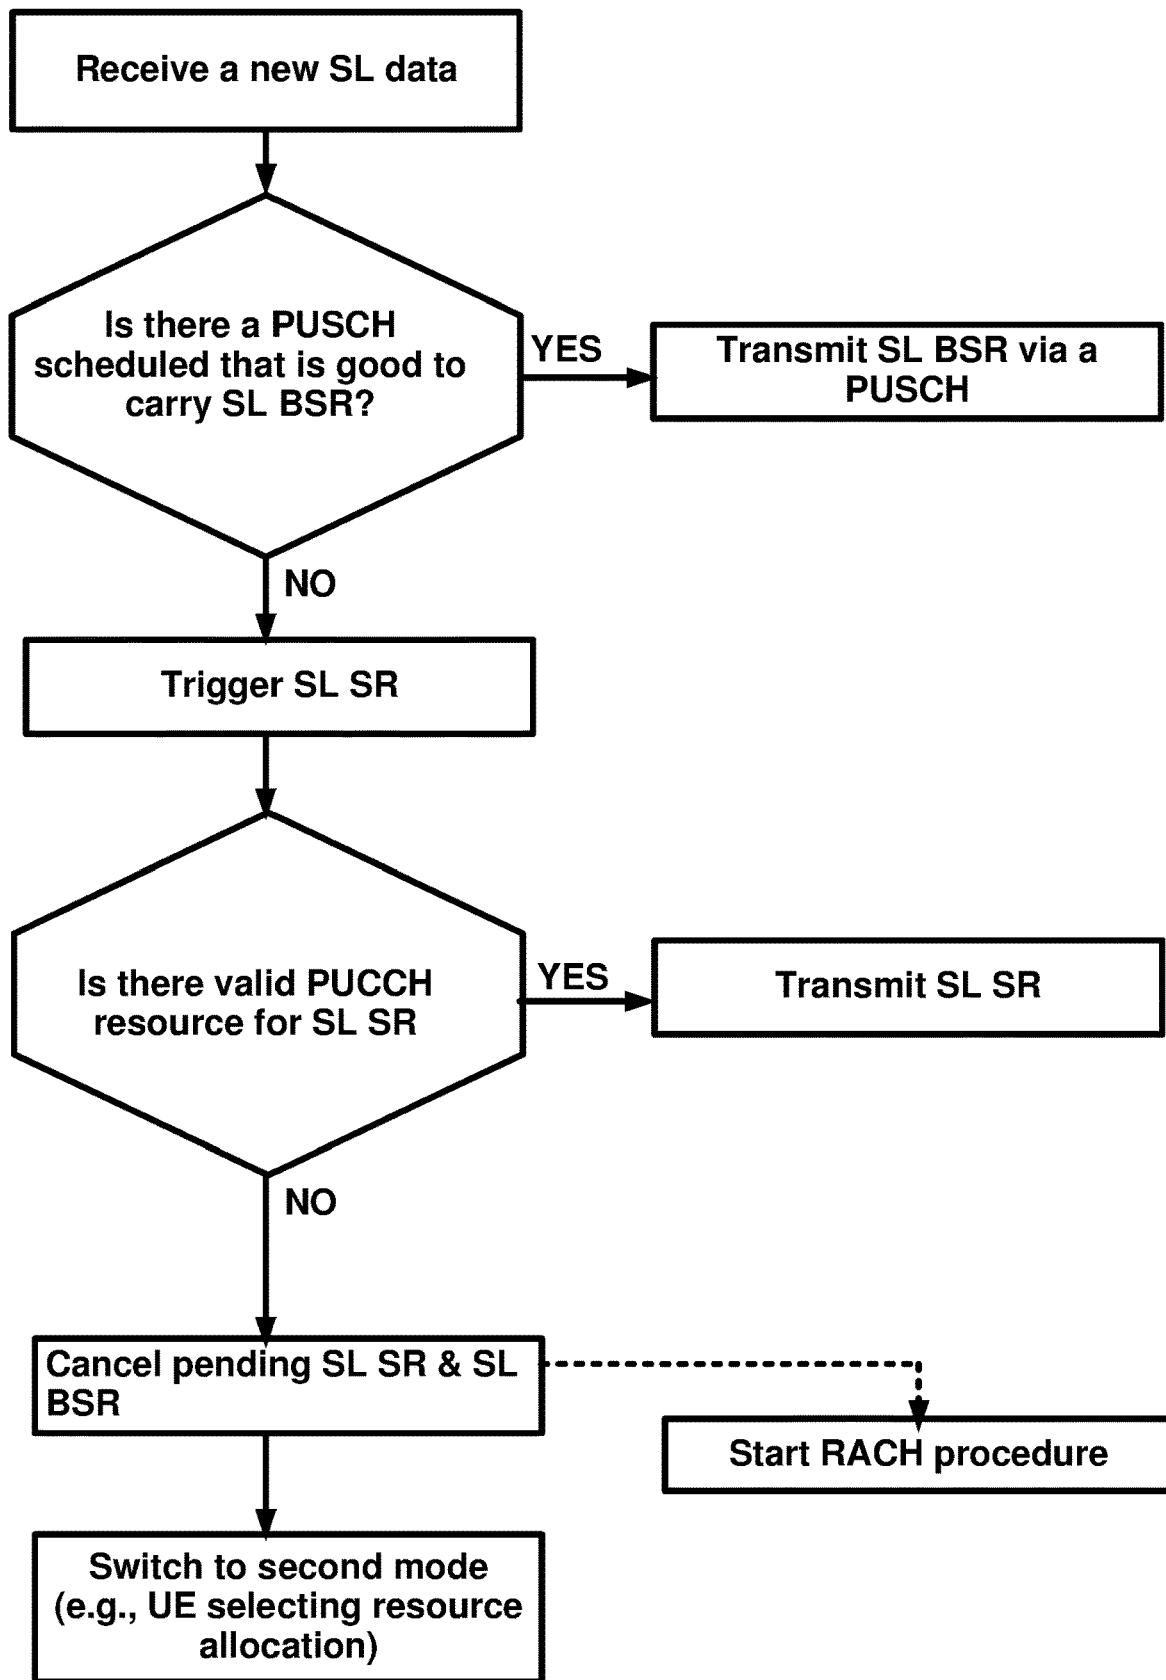 Receive a new SL data
Is there a PUSCH
scheduled that is good to
carry SL BSR?
YES
Transmit SL BSR via a
PUSCH
NO
Trigger SL SR
Is there valid PUCCH
resource for SL SR
YES
Transmit SL SR
NO
Cancel pending SL SR & SL
BSR
Start RACH procedure
Switch to second mode
(e.g., UE selecting resource
allocation)